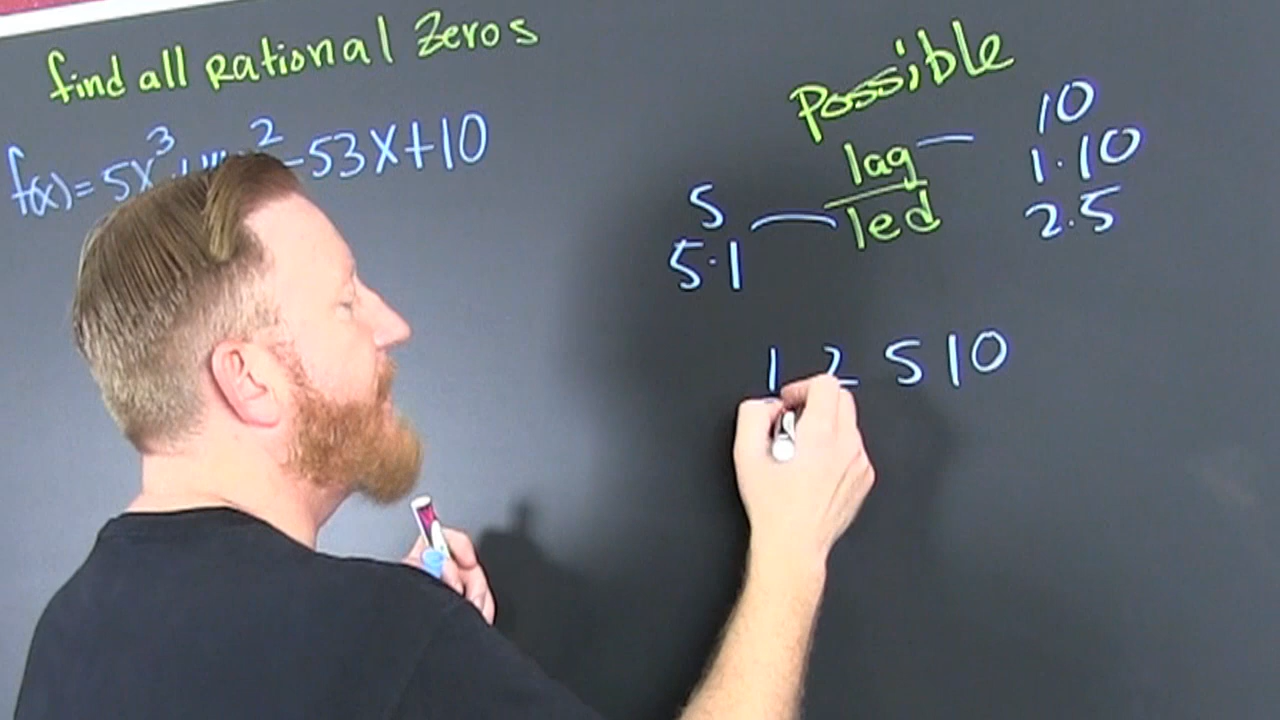 find all Rational Zeros
f(x)=5x³ ²-53x+10
Possible
lag
led
10
1·10
2·5
5
5·1
1 2 5 10